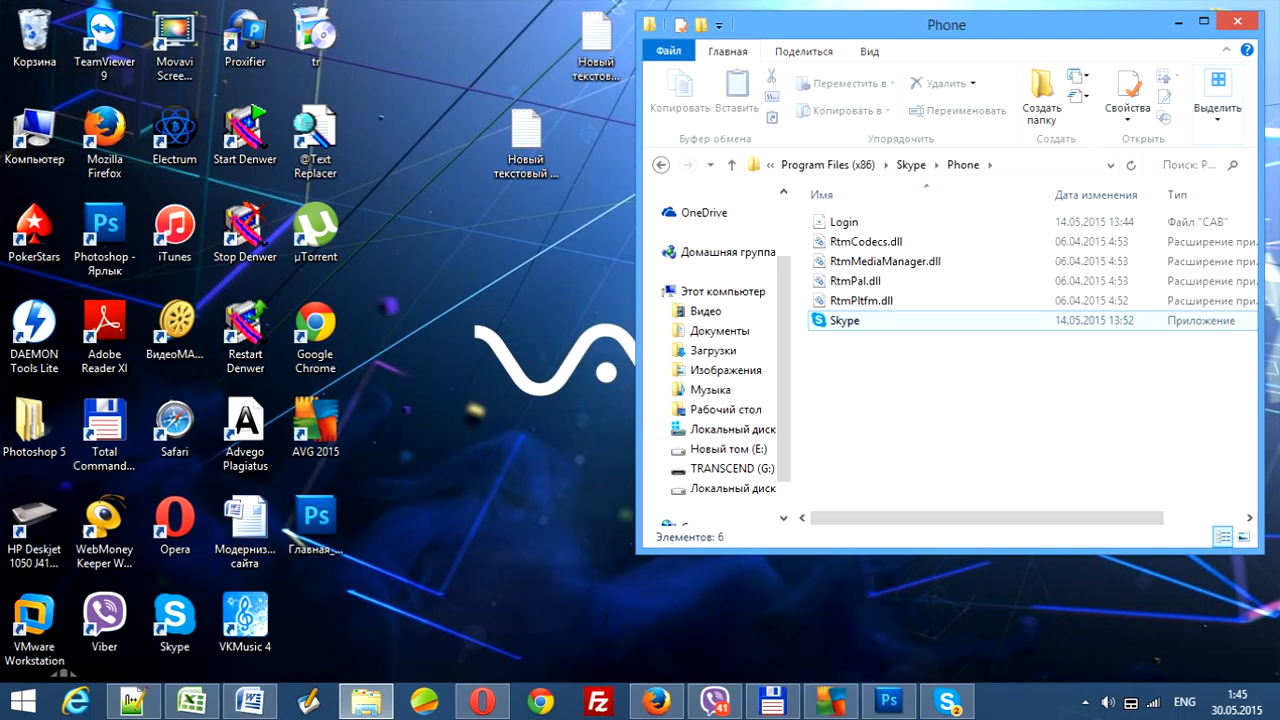 Корзина
TeamViewer
9
Movavi
Scree...
Proxifier
tr
Компьютер
Mozilla
Firefox
Electrum
Start Denwer
@Text
Replacer
PokerStars
Photoshop -
Ярлык
iTunes
Stop Denwer
µTorrent
DAEMON
Tools Lite
Adobe
Reader XI
ВидеоМА...
Restart
Denwer
Google
Chrome
Photoshop 5
Total
Command...
Safari
Advego
Plagiatus
AVG 2015
HP Deskjet
1050 J41...
WebMoney
Keeper W...
Opera
Модерниз...
сайта
Главная_...
VMware
Workstation
Viber
Skype
VKMusic 4
Новый
текстов...
Новый
текстовый ...
Phone
Файл
Главная
Поделиться
Вид
Копировать
Вставить
Переместить в
Копировать в
Удалить
Переименовать
Создать
папку
Свойства
Выделить
Буфер обмена
Упорядочить
Создать
Открыть
Program Files (x86)
Skype
Phone
Поиск: P...
Имя
Дата изменения
Тип
OneDrive
Домашняя группа
Этот компьютер
Видео
Документы
Загрузки
Изображения
Музыка
Рабочий стол
Локальный диск
Новый том (E:)
TRANSCEND (G:)
Локальный диск
Login 14.05.2015 13:44 Файл "CAB"
RtmCodecs.dll 06.04.2015 4:53 Расширение при...
RtmMediaManager.dll 06.04.2015 4:53 Расширение при...
RtmPal.dll 06.04.2015 4:53 Расширение при...
RtmPltfm.dll 06.04.2015 4:52 Расширение при...
Skype 14.05.2015 13:52 Приложение
Элементов: 6
41
Ps
2
ENG
1:45
30.05.2015